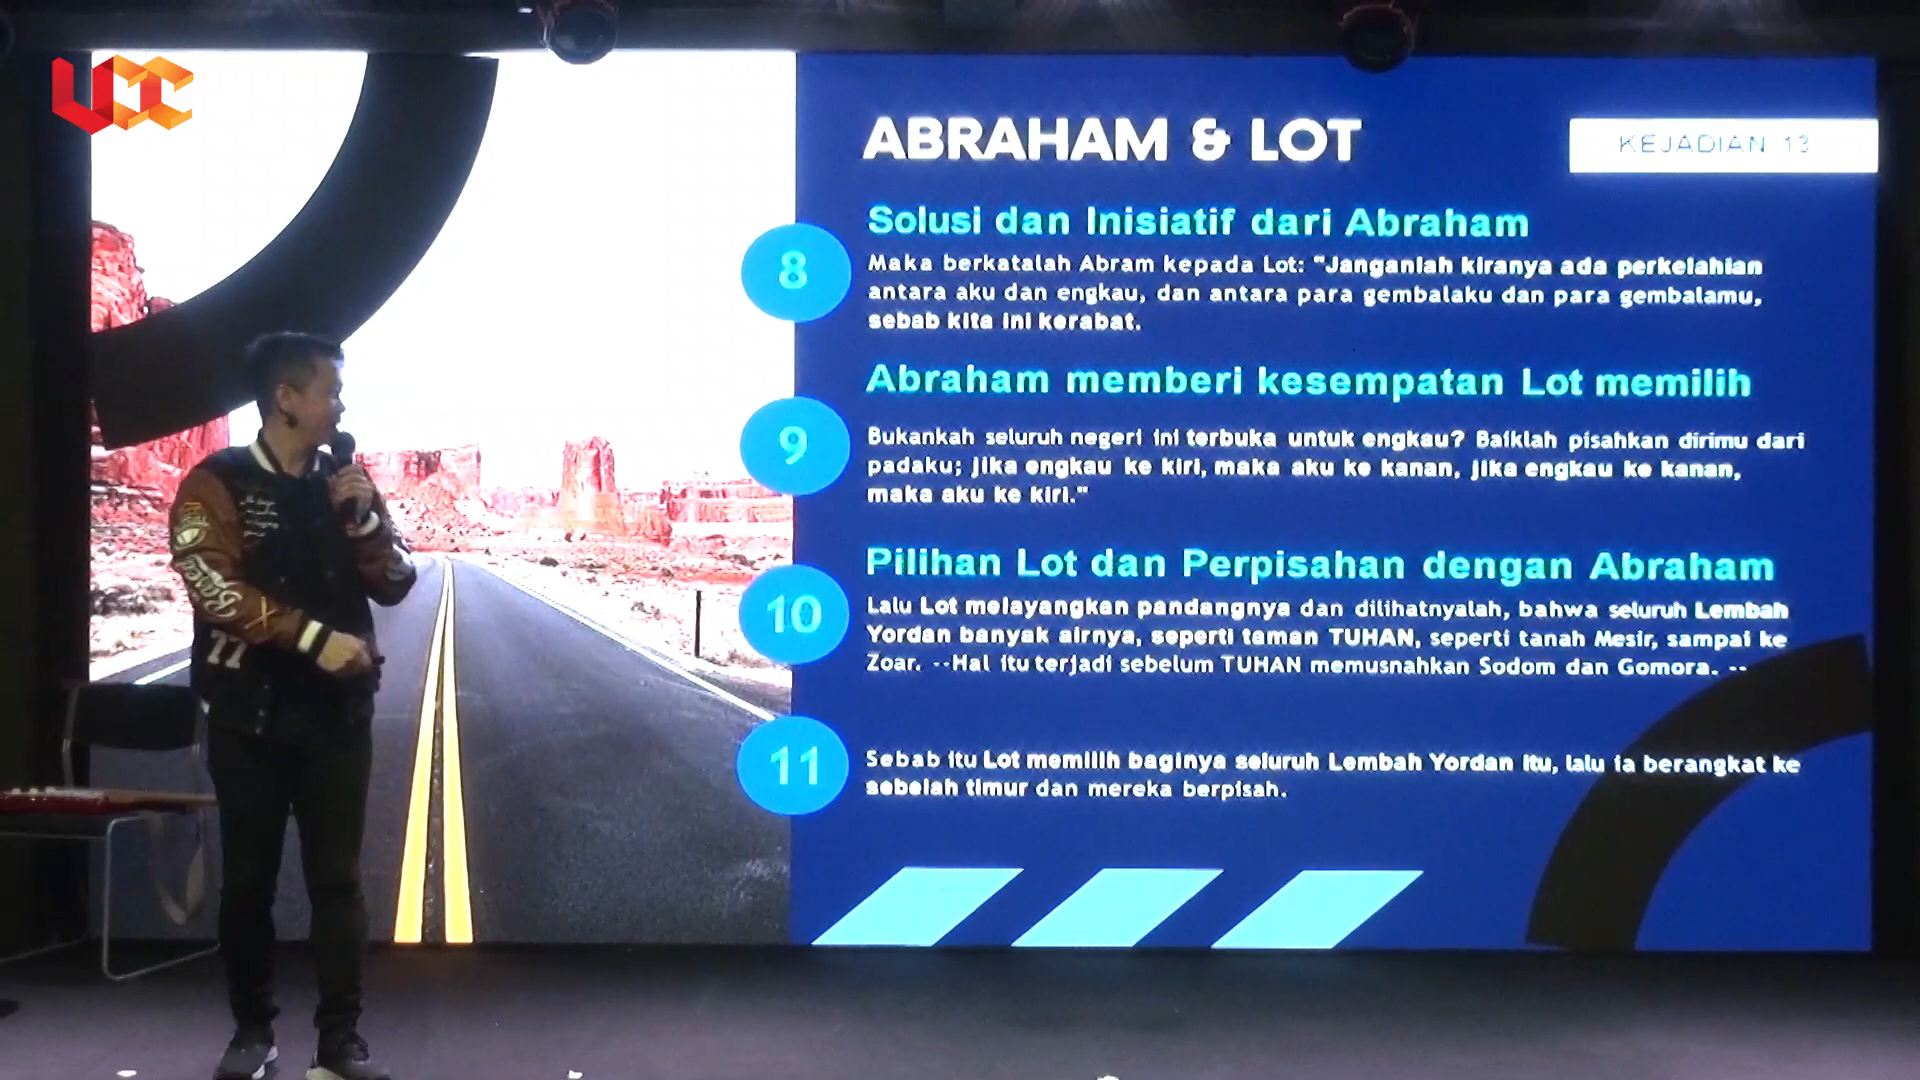 UCC
ABRAHAM & LOT
KEJADIAN 13
Solusi dan Inisiatif dari Abraham
8
Maka berkatalah Abram kepada Lot: "Janganlah kiranya ada perkelahian
antara aku dan engkau, dan antara para gembalaku dan para gembalamu,
sebab kita ini kerabat.
Abraham memberi kesempatan Lot memilih
9
Bukankah seluruh negeri ini terbuka untuk engkau? Baiklah pisahkan dirimu dari
padaku; jika engkau ke kiri, maka aku ke kanan, jika engkau ke kanan,
maka aku ke kiri."
Pilihan Lot dan Perpisahan dengan Abraham
10
Lalu Lot melayangkan pandangnya dan dilihatnyalah, bahwa seluruh Lembah
Yordan banyak airnya, seperti taman TUHAN, seperti tanah Mesir, sampai ke
Zoar. --Hal itu terjadi sebelum TUHAN memusnahkan Sodom dan Gomora. --
11
Sebab itu Lot memilih baginya seluruh Lembah Yordan itu, lalu ia berangkat ke
sebelah timur dan mereka berpisah.
77